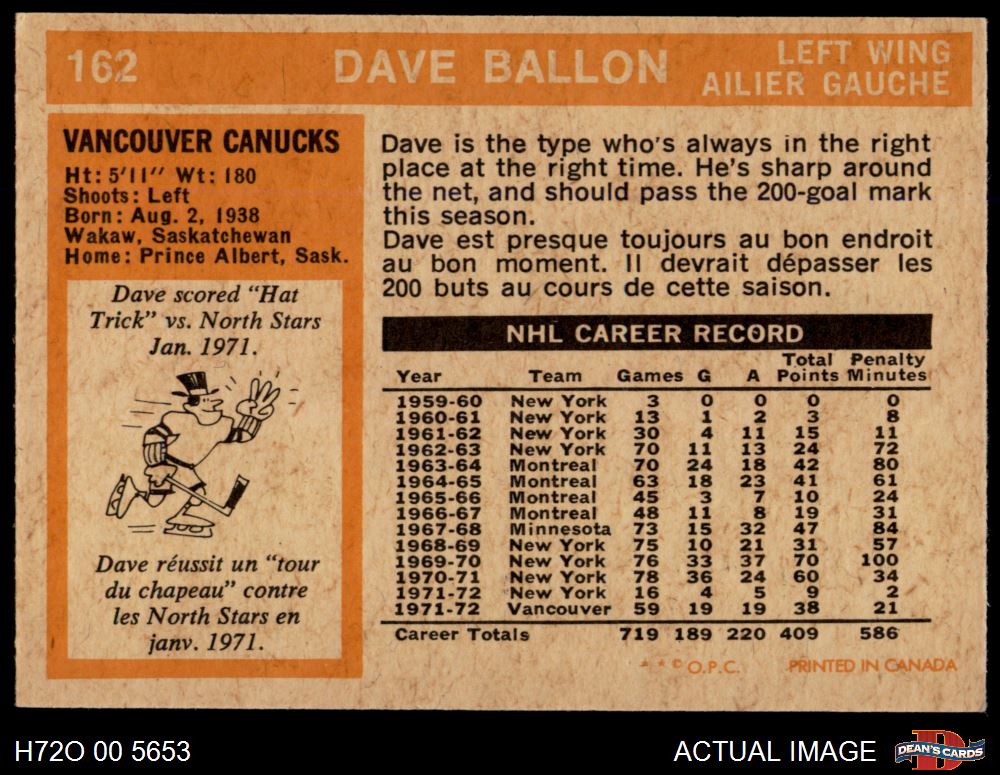 162 DAVE BALLON LEFT WING
AILIER GAUCHE
VANCOUVER CANUCKS
Ht: 5'11" Wt: 180
Shoots: Left
Born: Aug. 2, 1938
Wakaw, Saskatchewan
Home: Prince Albert, Sask.
Dave scored "Hat
Trick" vs. North Stars
Jan. 1971.
Dave réussit un "tour
du chapeau" contre
les North Stars en
janv. 1971.
Dave is the type who's always in the right
place at the right time. He's sharp around
the net, and should pass the 200-goal mark
this season.
Dave est presque toujours au bon endroit
au bon moment. Il devrait dépasser les
200 buts au cours de cette saison.
NHL CAREER RECORD
Total Penalty
Year Team Games G A Points Minutes
1959-60 New York 3 0 0 0 0
1960-61 New York 13 1 2 3 8
1961-62 New York 30 4 11 15 11
1962-63 New York 70 11 13 24 72
1963-64 Montreal 70 24 18 42 80
1964-65 Montreal 63 18 23 41 61
1965-66 Montreal 45 3 7 10 24
1966-67 Montreal 48 11 8 19 31
1967-68 Minnesota 73 15 32 47 84
1968-69 New York 75 10 21 31 57
1969-70 New York 76 33 37 70 100
1970-71 New York 78 36 24 60 34
1971-72 New York 16 4 5 9 2
1971-72 Vancouver 59 19 19 38 21
Career Totals 719 189 220 409 586
* * © O.P.C. PRINTED IN CANADA
H72O 00 5653 ACTUAL IMAGE DEAN'S CARDS